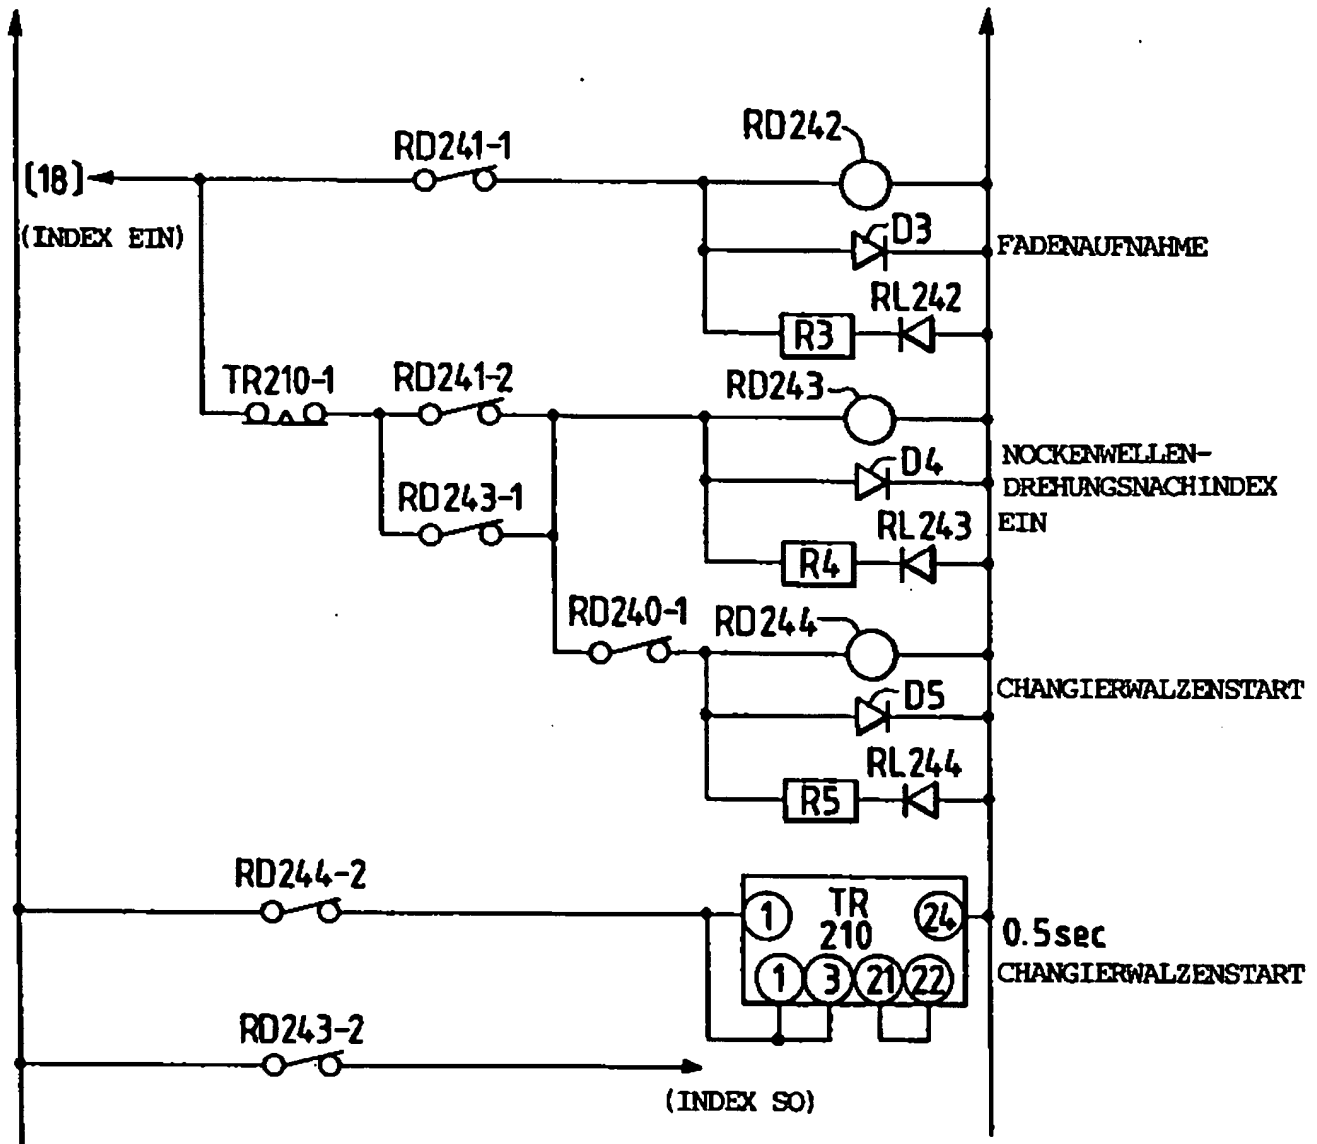 RD242
RD241-1
[18]
(INDEX EIN)
D3
FADENAUFNAHME
RL242
R3
TR210-1
RD241-2
RD243
D4
NOCKENWELLEN-
DREHUNGSNACHINDEX
EIN
RD243-1
RL243
R4
RD240-1
RD244
D5
CHANGIERWALZENSTART
RL244
R5
RD244-2
1
TR
210
24
0.5sec
CHANGIERWALZENSTART
1
3
21
22
RD243-2
(INDEX SO)